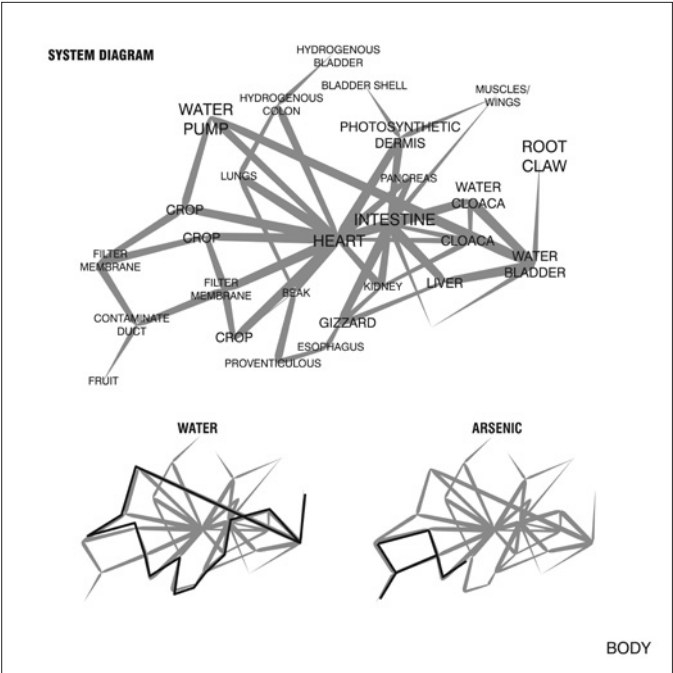 SYSTEM DIAGRAM
HYDROGENOUS
BLADDER
BLADDER SHELL
MUSCLES/
WINGS
HYDROGENOUS
COLON
WATER
PUMP
PHOTOSYNTHETIC
DERMIS
ROOT
CLAW
LUNGS
PANCREAS
WATER
CLOACA
CROP
INTESTINE
CROP
HEART
CLOACA
FILTER
MEMBRANE
WATER
BLADDER
FILTER
MEMBRANE
BEAK
KIDNEY
LIVER
CONTAMINATE
DUCT
GIZZARD
CROP
ESOPHAGUS
PROVENTICULOUS
FRUIT
WATER
ARSENIC
BODY